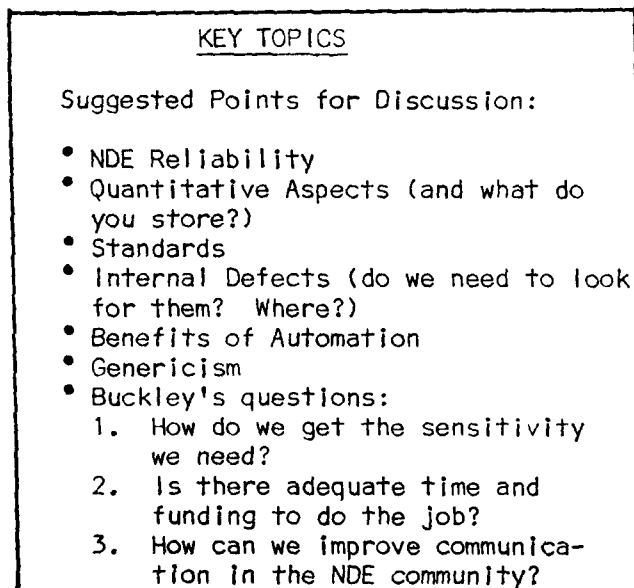 KEY TOPICS
Suggested Points for Discussion:
• NDE Reliability
• Quantitative Aspects (and what do
you store?)
• Standards
• Internal Defects (do we need to look
for them? Where?)
• Benefits of Automation
• Genericism
• Buckley's questions:
1. How do we get the sensitivity
we need?
2. Is there adequate time and
funding to do the job?
3. How can we improve communica-
tion in the NDE community?